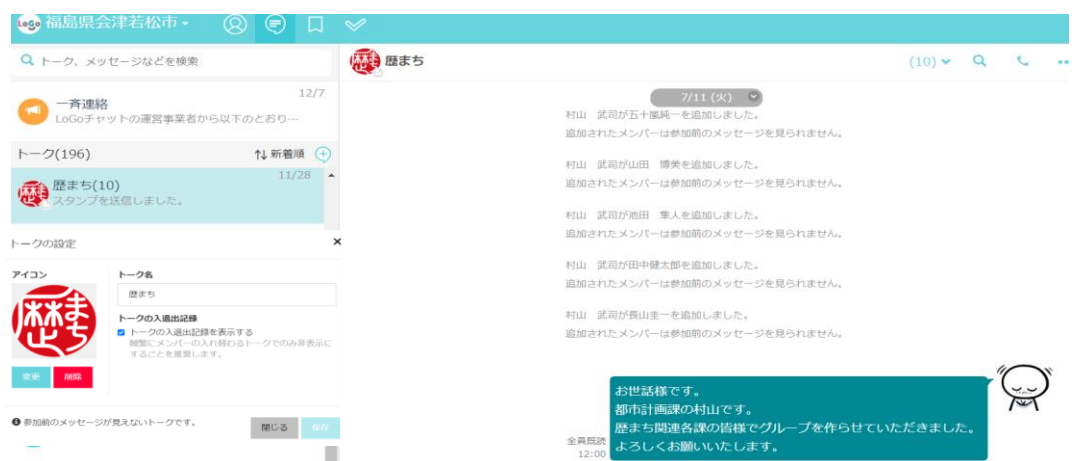 LoGo 福島県会津若松市
トーク、メッセージなどを検索
一斉連絡
12/7
LoGoチャットの運営事業者から以下のとおり…
トーク(196)
↑↓ 新着順
歴まち(10)
11/28
スタンプを送信しました。
トークの設定
×
アイコン
歴まち
変更
削除
トーク名
歴まち
トークの入退出記録
トークの入退出記録を表示する
頻繁にメンバーの入れ替わるトークでのみ非表示に
することを推奨します。
参加前のメッセージが見えないトークです。
閉じる
保存
歴まち
(10)
7/11 (火)
村山 武司が五十嵐純一を追加しました。
追加されたメンバーは参加前のメッセージを見られません。
村山 武司が山田 博美を追加しました。
追加されたメンバーは参加前のメッセージを見られません。
村山 武司が池田 隼人を追加しました。
追加されたメンバーは参加前のメッセージを見られません。
村山 武司が田中健太郎を追加しました。
追加されたメンバーは参加前のメッセージを見られません。
村山 武司が長山圭一を追加しました。
追加されたメンバーは参加前のメッセージを見られません。
お世話様です。
都市計画課の村山です。
歴まち関連各課の皆様でグループを作らせていただきました。
よろしくお願いいたします。
全員既読
12:00